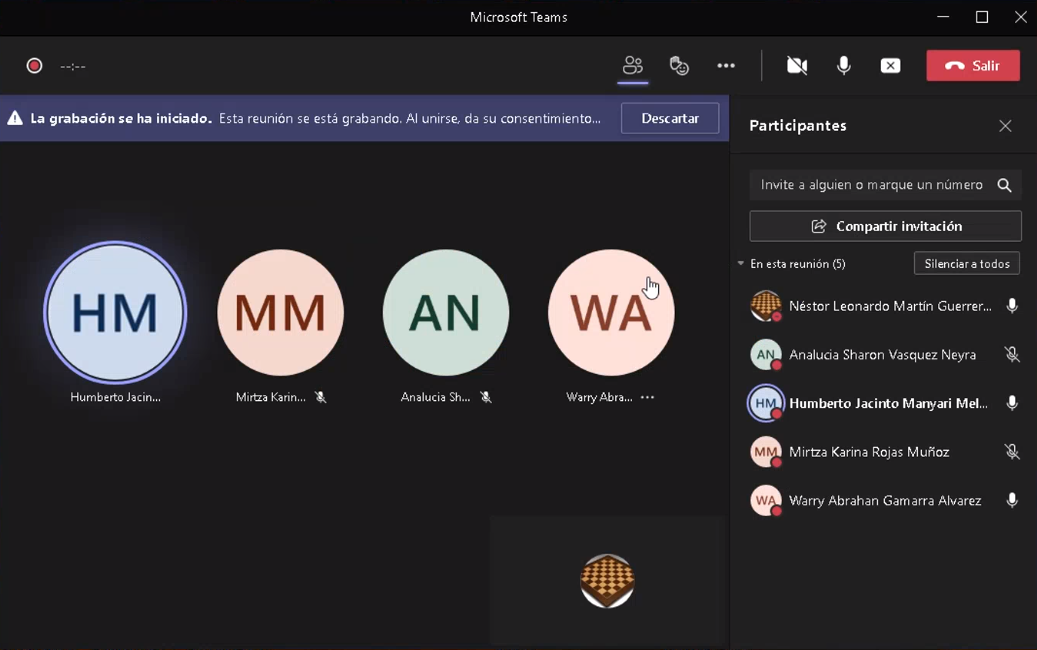 Microsoft Teams
--:--
Salir
La grabación se ha iniciado. Esta reunión se está grabando. Al unirse, da su consentimiento...
Descartar
HM
MM
AN
WA
Humberto Jacin...
Mirtza Karin...
Analucia Sh...
Warry Abra...
Participantes
Invite a alguien o marque un número
Compartir invitación
En esta reunión (5)
Silenciar a todos
Néstor Leonardo Martín Guerrer...
AN Analucia Sharon Vasquez Neyra
HM Humberto Jacinto Manyari Mel...
MM Mirtza Karina Rojas Muñoz
WA Warry Abrahan Gamarra Alvarez